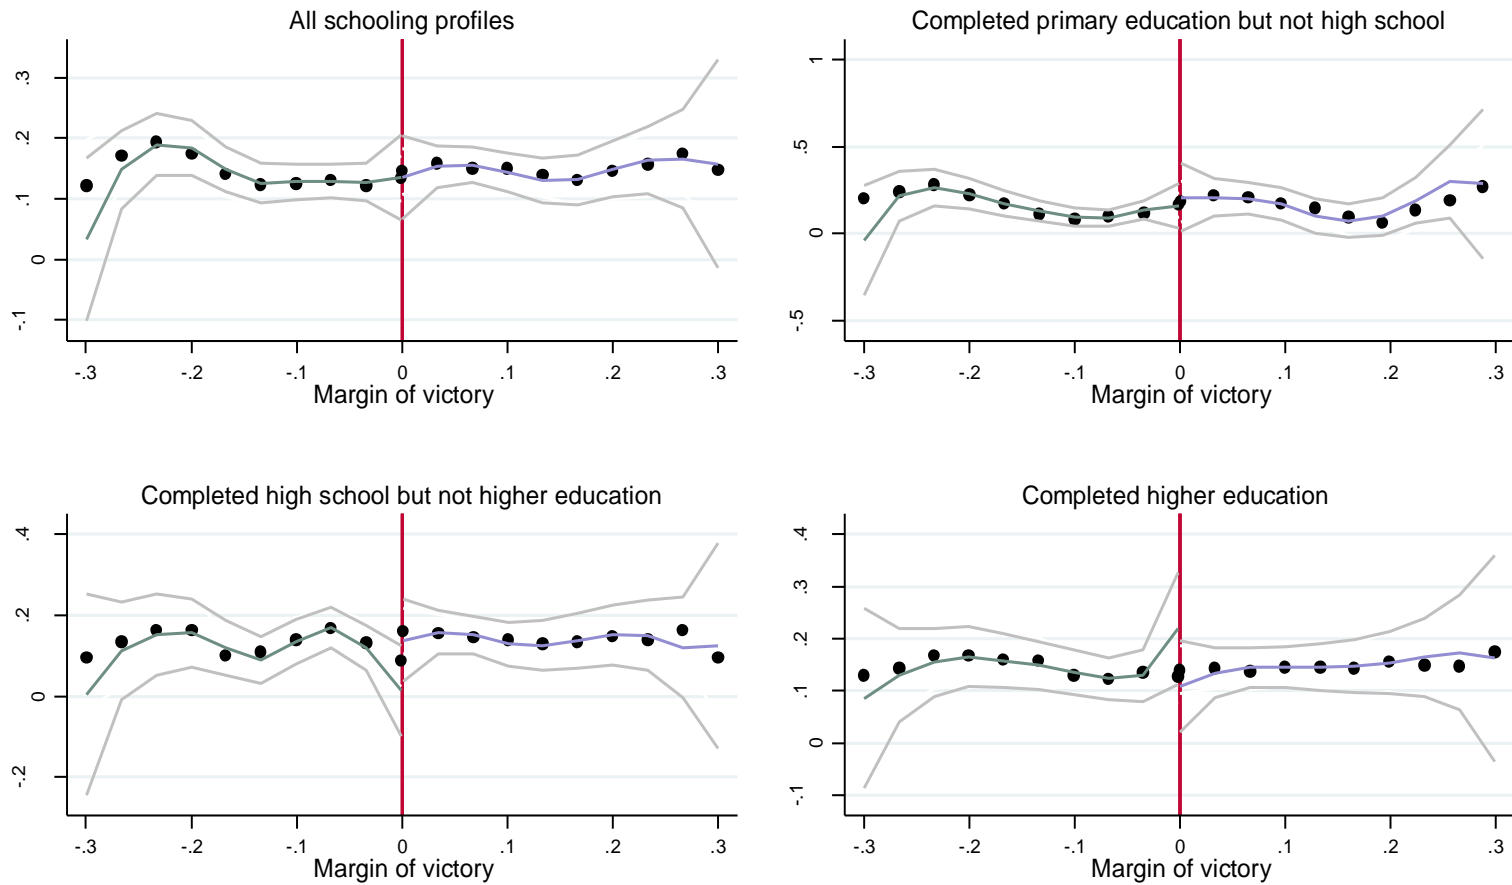 All schooling profiles
.3
.2
.1
0
-.1
-.3 -.2 -.1 0 .1 .2 .3
Margin of victory
Completed primary education but not high school
1
.5
0
-.5
-.3 -.2 -.1 0 .1 .2 .3
Margin of victory
Completed high school but not higher education
.4
.2
0
-.2
-.3 -.2 -.1 0 .1 .2 .3
Margin of victory
Completed higher education
.4
.3
.2
.1
0
-.1
-.3 -.2 -.1 0 .1 .2 .3
Margin of victory